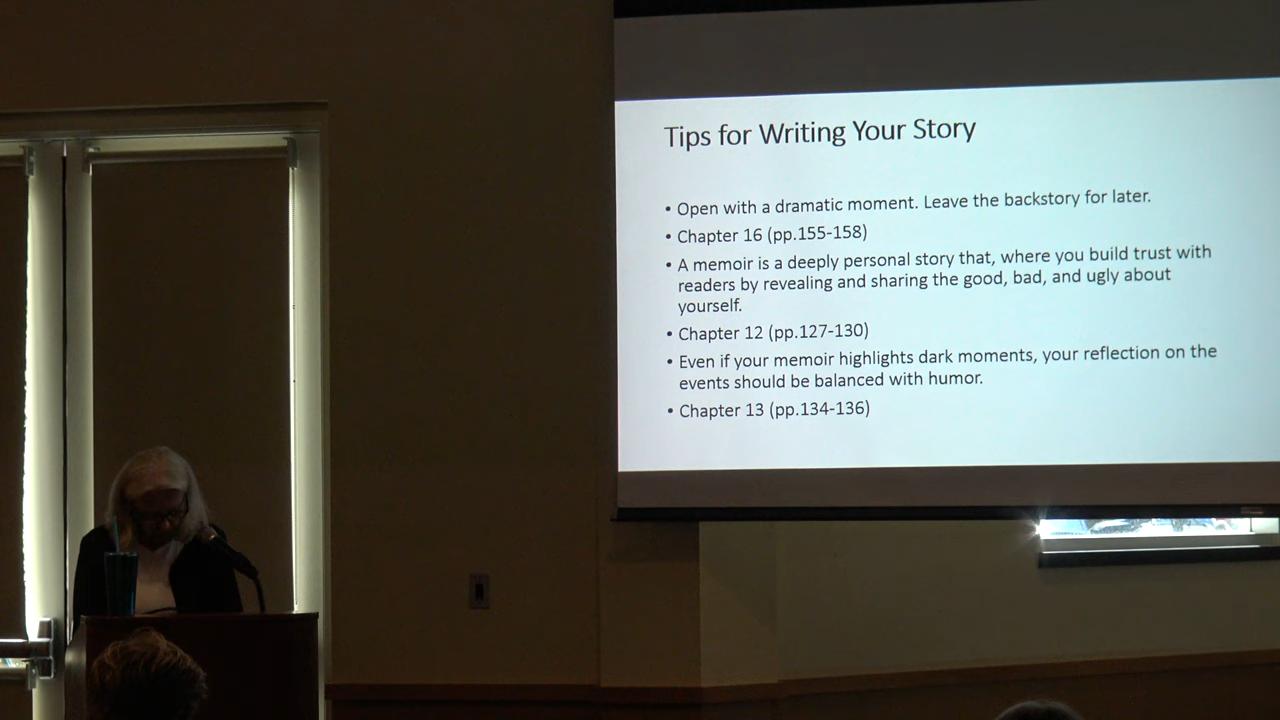 Tips for Writing Your Story
• Open with a dramatic moment. Leave the backstory for later.
• Chapter 16 (pp.155-158)
• A memoir is a deeply personal story that, where you build trust with
readers by revealing and sharing the good, bad, and ugly about
yourself.
• Chapter 12 (pp.127-130)
• Even if your memoir highlights dark moments, your reflection on the
events should be balanced with humor.
• Chapter 13 (pp.134-136)